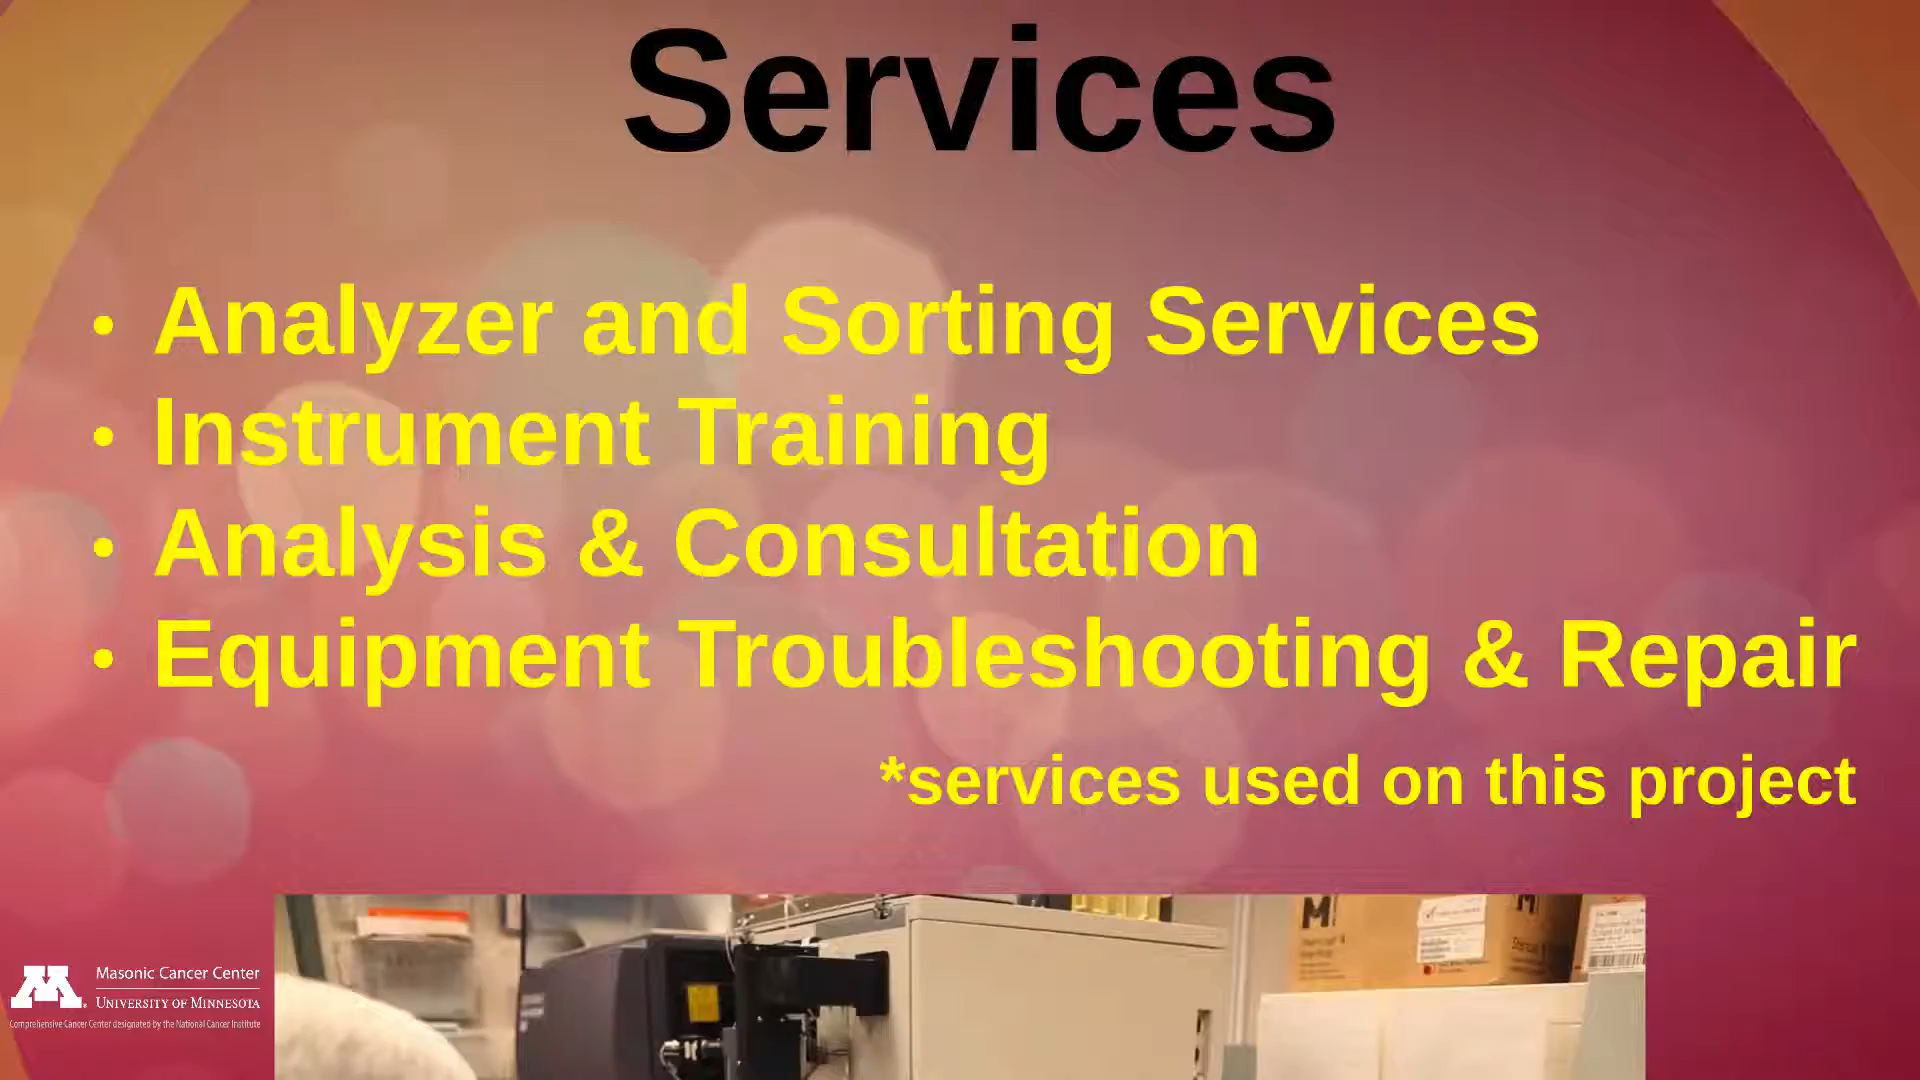 Services
• Analyzer and Sorting Services
• Instrument Training
• Analysis & Consultation
• Equipment Troubleshooting & Repair
*services used on this project
M
M
M
Masonic Cancer Center
UNIVERSITY OF MINNESOTA
Comprehensive Cancer Center designated by the National Cancer Institute